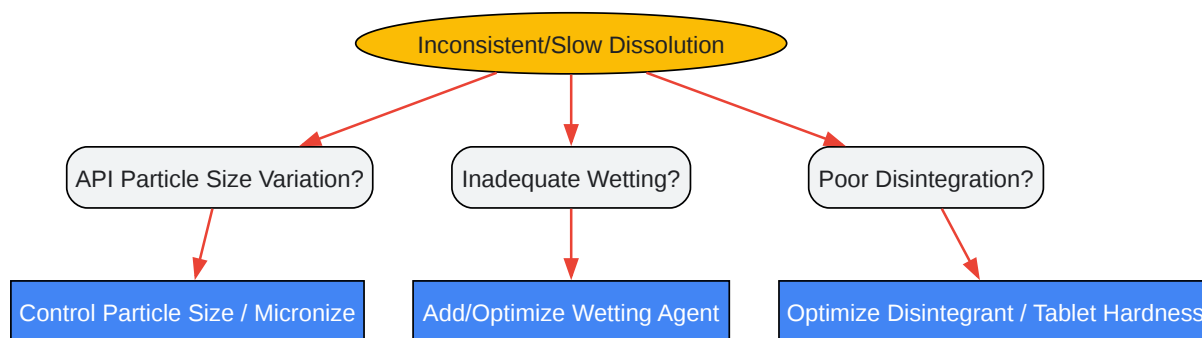 Inconsistent/Slow Dissolution
API Particle Size Variation?
Inadequate Wetting?
Poor Disintegration?
Control Particle Size / Micronize
Add/Optimize Wetting Agent
Optimize Disintegrant / Tablet Hardness